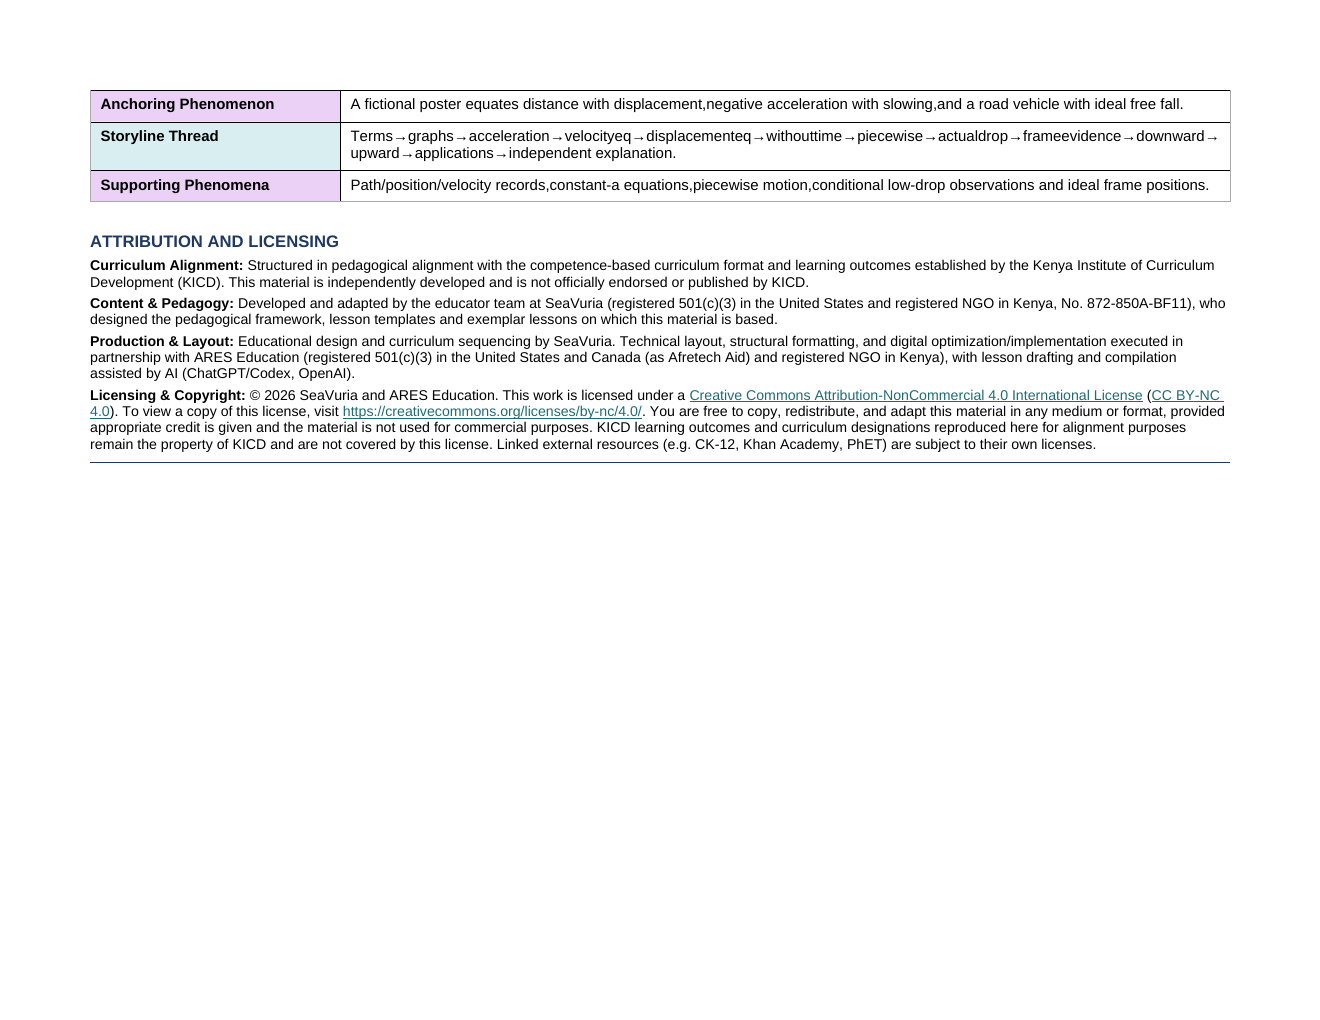 Anchoring Phenomenon
A fictional poster equates distance with displacement,negative acceleration with slowing,and a road vehicle with ideal free fall.
Storyline Thread
Terms→graphs→acceleration→velocityeq→displacementeq→withouttime→piecewise→actualdrop→frameevidence→downward→
upward→applications→independent explanation.
Supporting Phenomena
Path/position/velocity records,constant-a equations,piecewise motion,conditional low-drop observations and ideal frame positions.
ATTRIBUTION AND LICENSING
Curriculum Alignment: Structured in pedagogical alignment with the competence-based curriculum format and learning outcomes established by the Kenya Institute of Curriculum
Development (KICD). This material is independently developed and is not officially endorsed or published by KICD.
Content & Pedagogy: Developed and adapted by the educator team at SeaVuria (registered 501(c)(3) in the United States and registered NGO in Kenya, No. 872-850A-BF11), who
designed the pedagogical framework, lesson templates and exemplar lessons on which this material is based.
Production & Layout: Educational design and curriculum sequencing by SeaVuria. Technical layout, structural formatting, and digital optimization/implementation executed in
partnership with ARES Education (registered 501(c)(3) in the United States and Canada (as Afretech Aid) and registered NGO in Kenya), with lesson drafting and compilation
assisted by AI (ChatGPT/Codex, OpenAI).
Licensing & Copyright: © 2026 SeaVuria and ARES Education. This work is licensed under a Creative Commons Attribution-NonCommercial 4.0 International License (CC BY-NC
4.0). To view a copy of this license, visit https://creativecommons.org/licenses/by-nc/4.0/. You are free to copy, redistribute, and adapt this material in any medium or format, provided
appropriate credit is given and the material is not used for commercial purposes. KICD learning outcomes and curriculum designations reproduced here for alignment purposes
remain the property of KICD and are not covered by this license. Linked external resources (e.g. CK-12, Khan Academy, PhET) are subject to their own licenses.